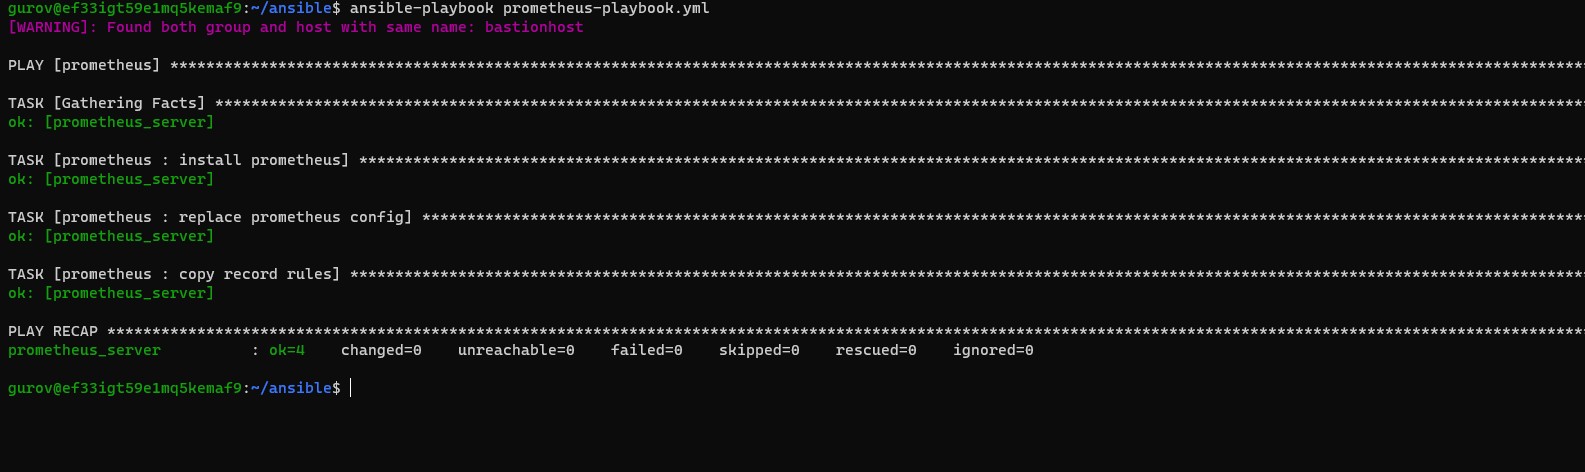 gurov@ef33igt59e1mq5kemaf9:~/ansible$ ansible-playbook prometheus-playbook.yml
[WARNING]: Found both group and host with same name: bastionhost
PLAY [prometheus] *************************************************************************************************************************************************************
TASK [Gathering Facts] ********************************************************************************************************************************************************
ok: [prometheus_server]
TASK [prometheus : install prometheus] ****************************************************************************************************************************************
ok: [prometheus_server]
TASK [prometheus : replace prometheus config] *********************************************************************************************************************************
ok: [prometheus_server]
TASK [prometheus : copy record rules] *****************************************************************************************************************************************
ok: [prometheus_server]
PLAY RECAP ********************************************************************************************************************************************************************
prometheus_server          : ok=4    changed=0    unreachable=0    failed=0    skipped=0    rescued=0    ignored=0
gurov@ef33igt59e1mq5kemaf9:~/ansible$